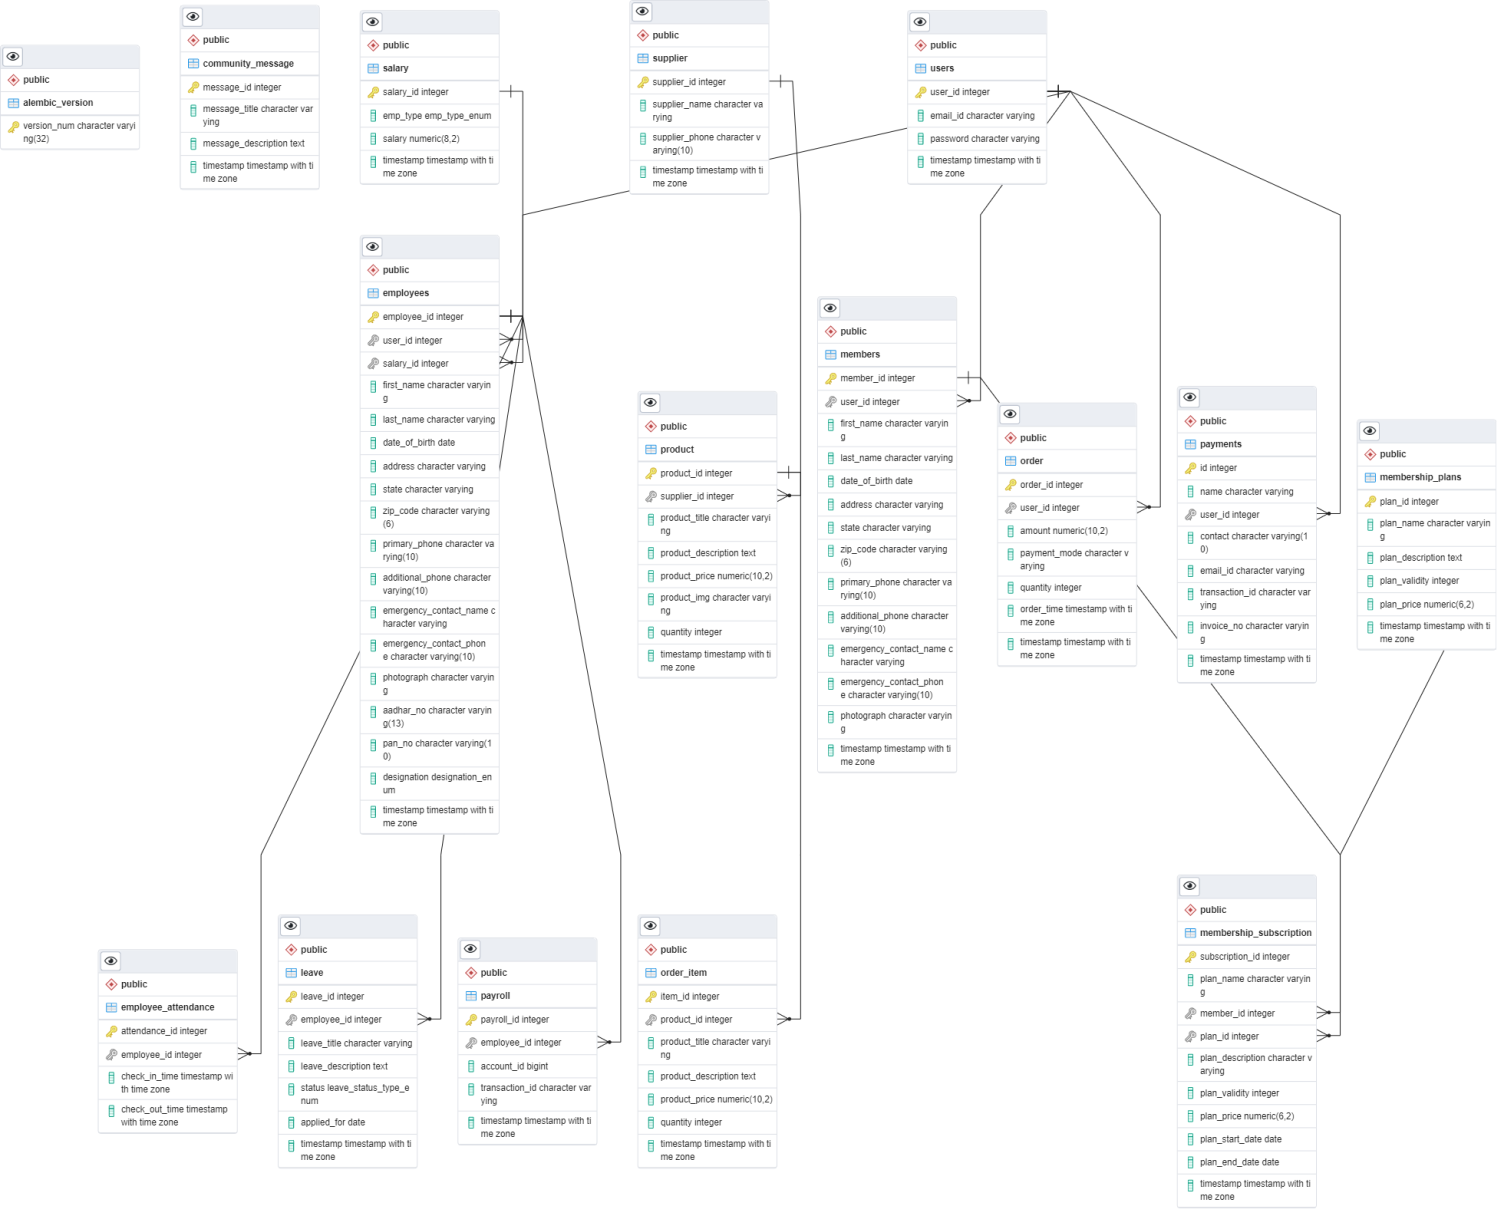 public
alembic_version
version_num character varyi
ng(32)
public
community_message
message_id integer
message_title character var
ying
message_description text
timestamp timestamp with ti
me zone
public
salary
salary_id integer
emp_type emp_type_enum
salary numeric(8,2)
timestamp timestamp with ti
me zone
public
supplier
supplier_id integer
supplier_name character va
rying
supplier_phone character v
arying(10)
timestamp timestamp with ti
me zone
public
users
user_id integer
email_id character varying
password character varying
timestamp timestamp with ti
me zone
public
employees
employee_id integer
user_id integer
salary_id integer
first_name character varyin
g
last_name character varying
date_of_birth date
address character varying
state character varying
zip_code character varying
(6)
primary_phone character va
rying(10)
additional_phone character
varying(10)
emergency_contact_name c
haracter varying
emergency_contact_phon
e character varying(10)
photograph character varyin
g
aadhar_no character varyin
g(13)
pan_no character varying(1
0)
designation designation_en
um
timestamp timestamp with ti
me zone
public
product
product_id integer
supplier_id integer
product_title character varyi
ng
product_description text
product_price numeric(10,2)
product_img character varyi
ng
quantity integer
timestamp timestamp with ti
me zone
public
members
member_id integer
user_id integer
first_name character varyin
g
last_name character varying
date_of_birth date
address character varying
state character varying
zip_code character varying
(6)
primary_phone character va
rying(10)
additional_phone character
varying(10)
emergency_contact_name c
haracter varying
emergency_contact_phon
e character varying(10)
photograph character varyin
g
timestamp timestamp with ti
me zone
public
order
order_id integer
user_id integer
amount numeric(10,2)
payment_mode character v
arying
quantity integer
order_time timestamp with ti
me zone
timestamp timestamp with ti
me zone
public
payments
id integer
name character varying
user_id integer
contact character varying(1
0)
email_id character varying
transaction_id character var
ying
invoice_no character varyin
g
timestamp timestamp with ti
me zone
public
membership_plans
plan_id integer
plan_name character varyin
g
plan_description text
plan_validity integer
plan_price numeric(6,2)
timestamp timestamp with ti
me zone
public
employee_attendance
attendance_id integer
employee_id integer
check_in_time timestamp wi
th time zone
check_out_time timestamp
with time zone
public
leave
leave_id integer
employee_id integer
leave_title character varying
leave_description text
status leave_status_type_e
num
applied_for date
timestamp timestamp with ti
me zone
public
payroll
payroll_id integer
employee_id integer
account_id bigint
transaction_id character var
ying
timestamp timestamp with ti
me zone
public
order_item
item_id integer
product_id integer
product_title character varyi
ng
product_description text
product_price numeric(10,2)
quantity integer
timestamp timestamp with ti
me zone
public
membership_subscription
subscription_id integer
plan_name character varyin
g
member_id integer
plan_id integer
plan_description character v
arying
plan_validity integer
plan_price numeric(6,2)
plan_start_date date
plan_end_date date
timestamp timestamp with ti
me zone